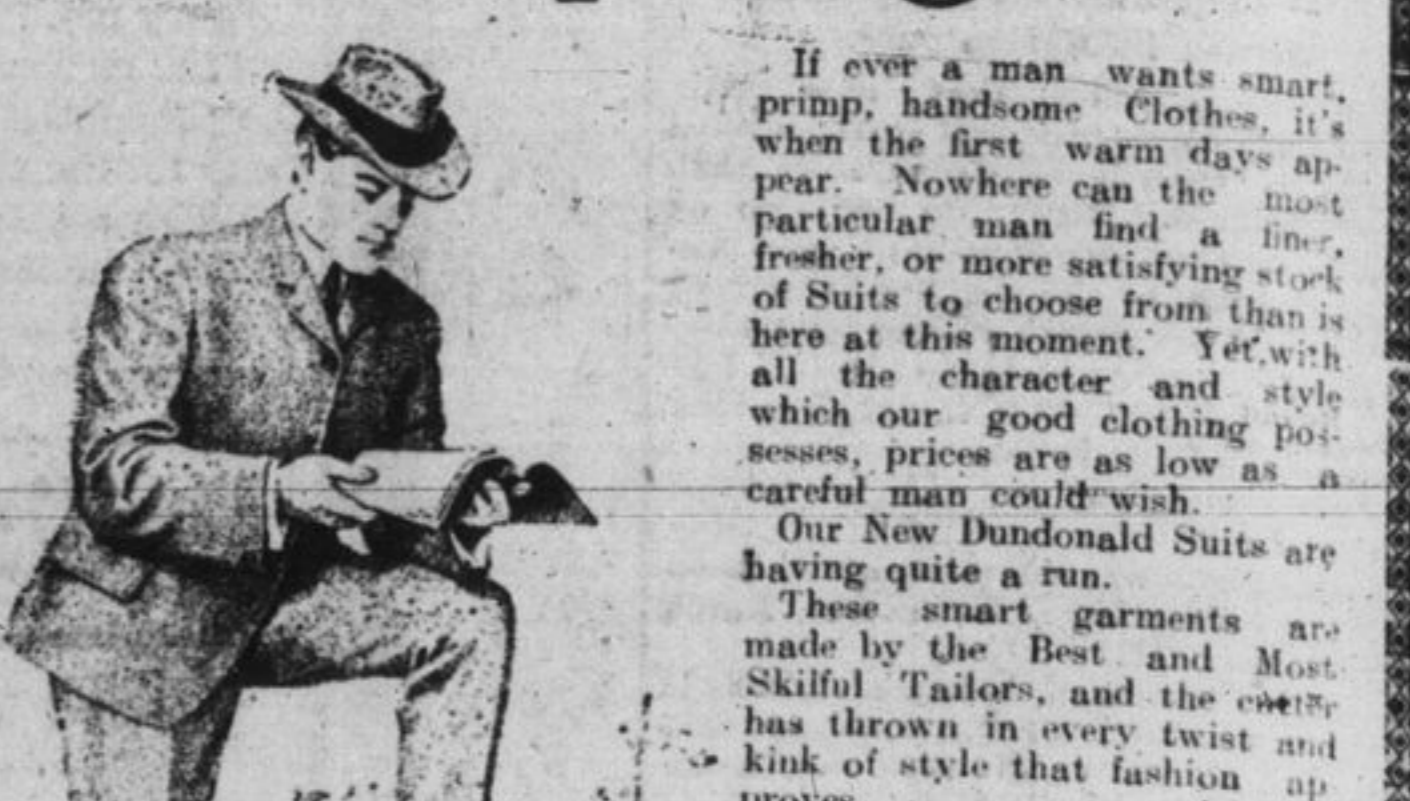 If ever a man wants smart,
primp, handsome Clothes, it's
when the first warm days ap-
pear. Nowhere can the most
particular man find a finer,
fresher, or more satisfying stock
of Suits to choose from than is
here at this moment. Yet, with
all the character and style
which our good clothing pos-
sesses, prices are as low as a
careful man could wish.
Our New Dundonald Suits are
having quite a run.
These smart garments are
made by the Best and Most
Skilful Tailors, and the cutter
has thrown in every twist and
kink of style that fashion ap
proves